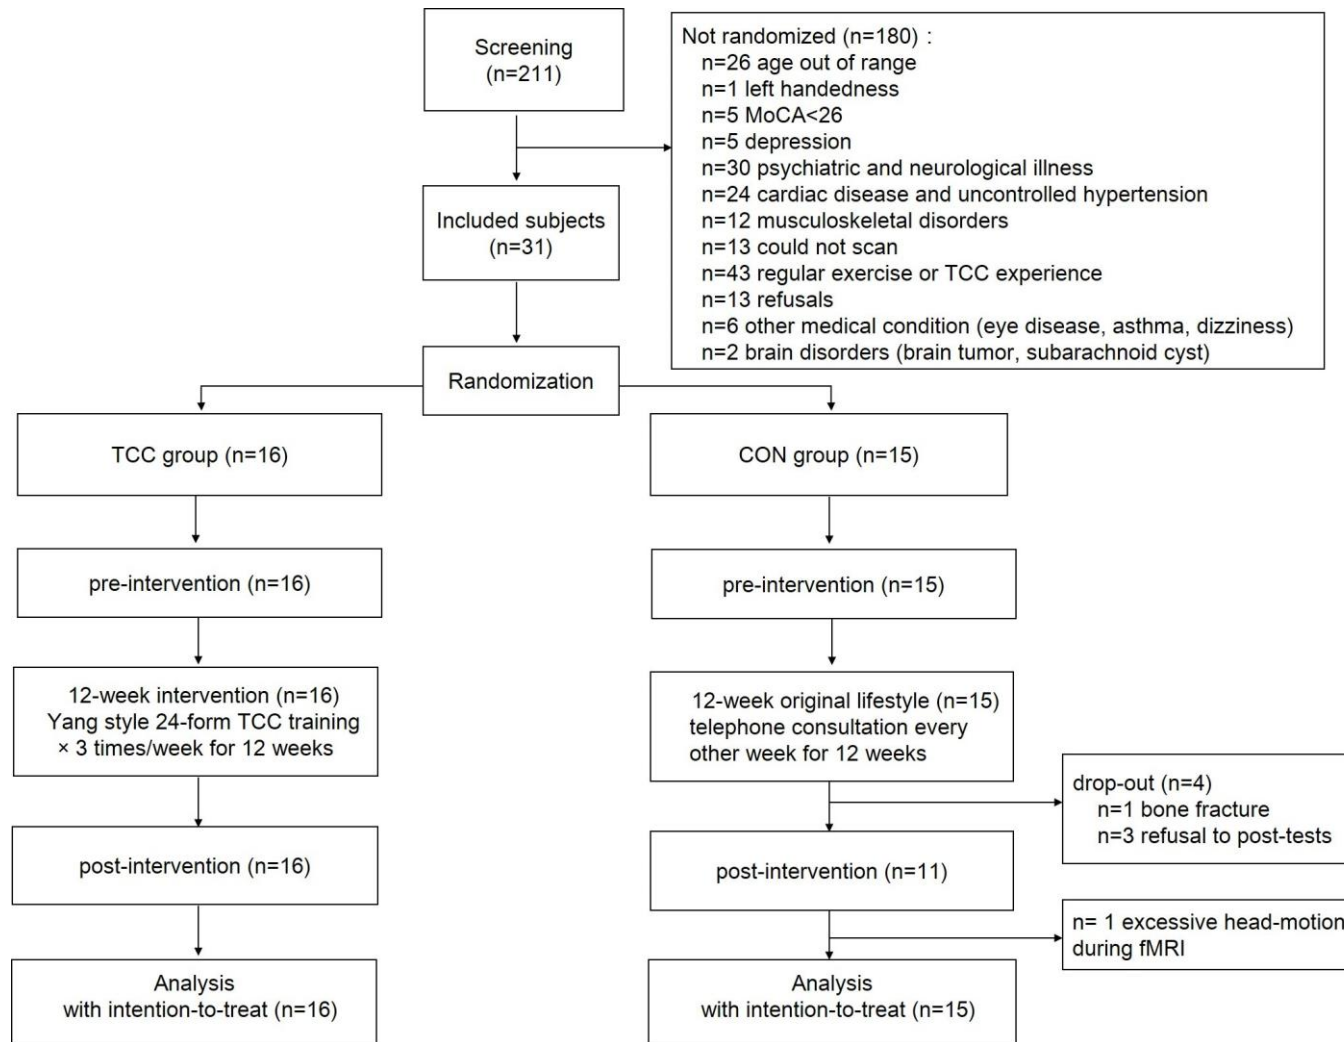 Screening
(n=211)
Not randomized (n=180) :
n=26 age out of range
n=1 left handedness
n=5 MoCA<26
n=5 depression
n=30 psychiatric and neurological illness
n=24 cardiac disease and uncontrolled hypertension
n=12 musculoskeletal disorders
n=13 could not scan
n=43 regular exercise or TCC experience
n=13 refusals
n=6 other medical condition (eye disease, asthma, dizziness)
n=2 brain disorders (brain tumor, subarachnoid cyst)
Included subjects
(n=31)
Randomization
TCC group (n=16)
CON group (n=15)
pre-intervention (n=16)
pre-intervention (n=15)
12-week intervention (n=16)
Yang style 24-form TCC training
× 3 times/week for 12 weeks
12-week original lifestyle (n=15)
telephone consultation every
other week for 12 weeks
drop-out (n=4)
n=1 bone fracture
n=3 refusal to post-tests
post-intervention (n=16)
post-intervention (n=11)
n= 1 excessive head-motion
during fMRI
Analysis
with intention-to-treat (n=16)
Analysis
with intention-to-treat (n=15)